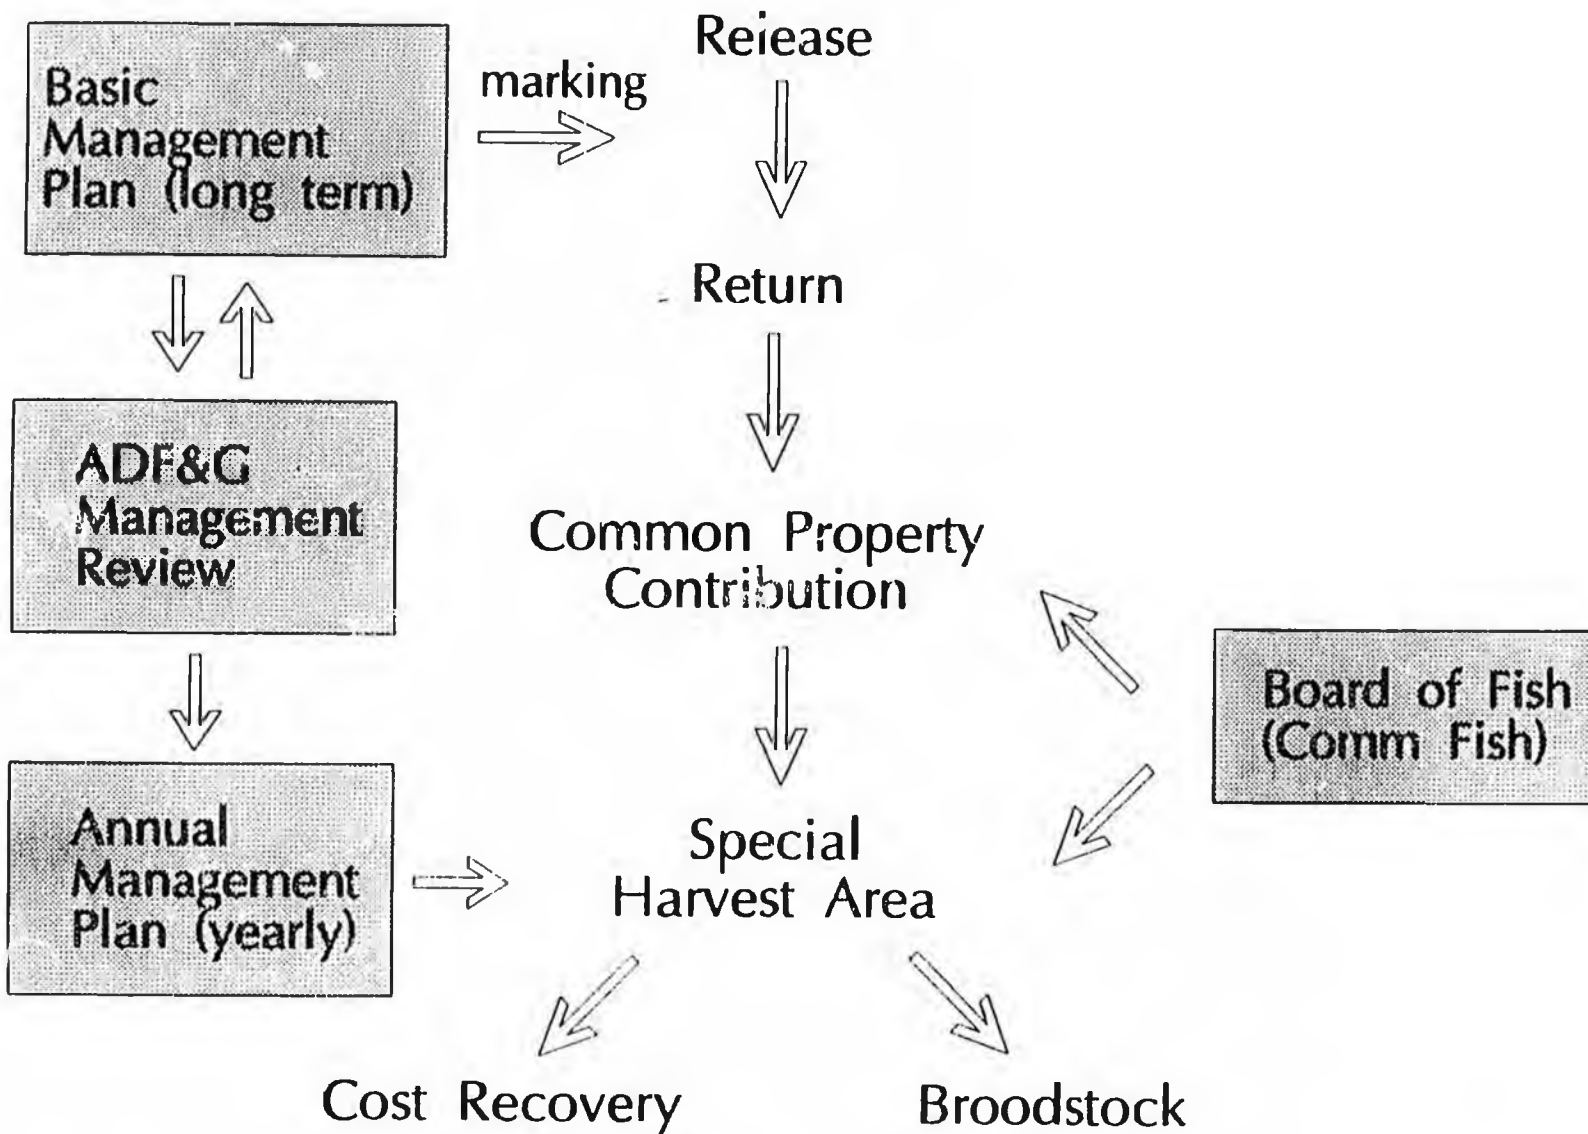 Basic
Management
Plan (long term)
marking
Reiease
Return
ADF&G
Management
Review
Common Property
Contribution
Board of Fish
(Comm Fish)
Annual
Management
Plan (yearly)
Special
Harvest Area
Cost Recovery
Broodstock